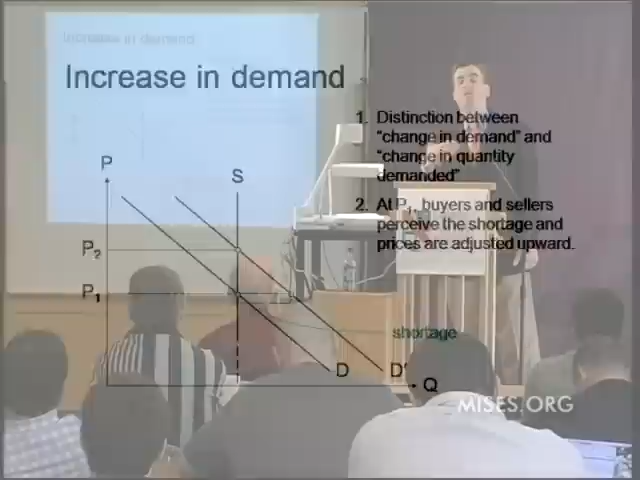 Increase in demand
Increase in demand
1. Distinction between
"change in demand" and
"change in quantity
demanded"
2. At P1, buyers and sellers
perceive the shortage and
prices are adjusted upward.
P
S
P2
P1
shortage
D
D'
Q
MISES.ORG